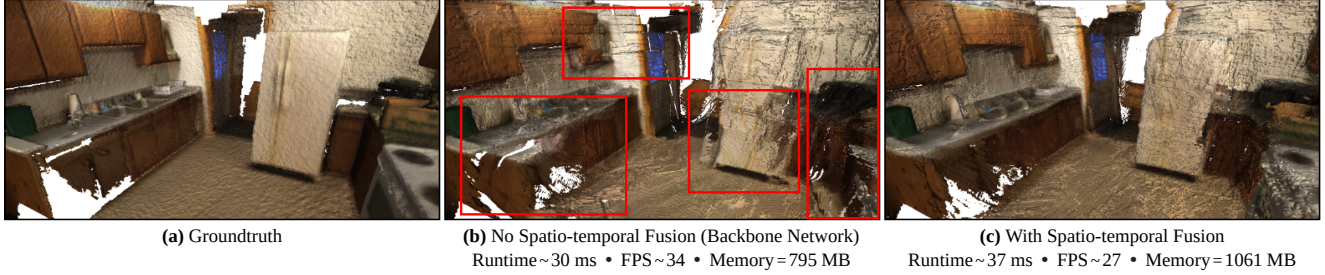 (a) Groundtruth
(b) No Spatio-temporal Fusion (Backbone Network)
Runtime ~ 30 ms • FPS ~ 34 • Memory = 795 MB
(c) With Spatio-temporal Fusion
Runtime ~ 37 ms • FPS ~ 27 • Memory = 1061 MB